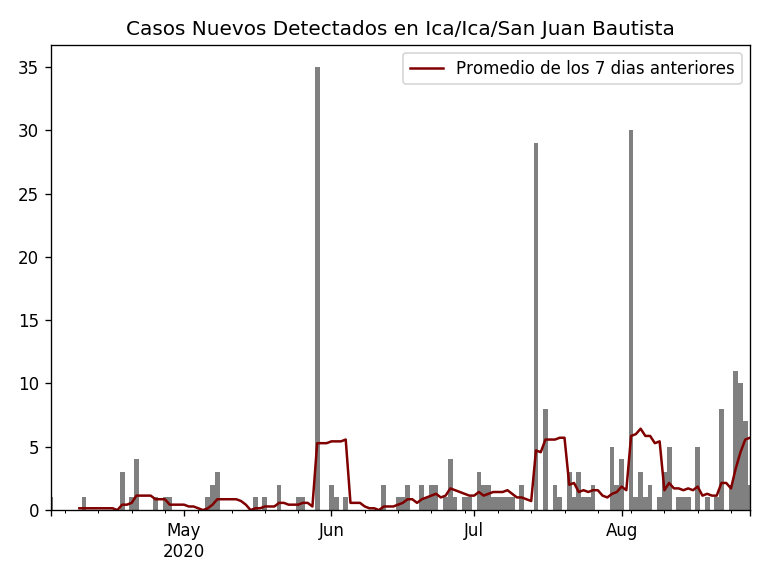 Casos Nuevos Detectados en Ica/Ica/San Juan Bautista
Promedio de los 7 dias anteriores
35
30
25
20
15
10
5
0
May
2020
Jun
Jul
Aug